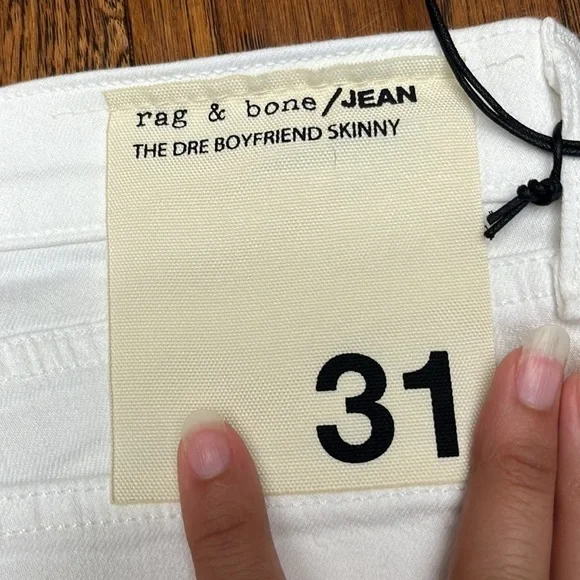 rag & bone/JEAN
THE DRE BOYFRIEND SKINNY
31